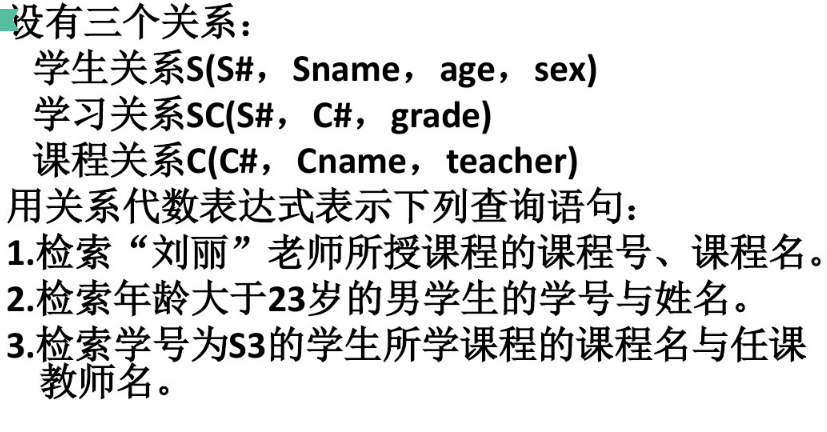 设有三个关系：
学生关系S(S#， Sname， age， sex)
学习关系SC(S#， C#， grade)
课程关系C(C#， Cname， teacher)
用关系代数表达式表示下列查询语句：
1.检索“刘丽”老师所授课程的课程号、课程名。
2.检索年龄大于23岁的男学生的学号与姓名。
3.检索学号为S3的学生所学课程的课程名与任课
教师名。